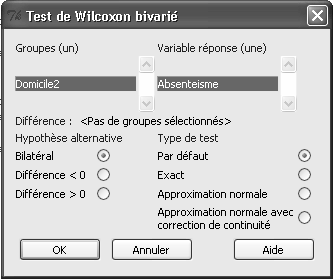 Test de Wilcoxon bivarié
Groupes (un)
Variable réponse (une)
Domicile2
Absenteisme
Différence : <Pas de groupes sélectionnés>
Hypothèse alternative
Type de test
Bilatéral
Par défaut
Différence < 0
Exact
Différence > 0
Approximation normale
Approximation normale avec
correction de continuité
OK
Annuler
Aide